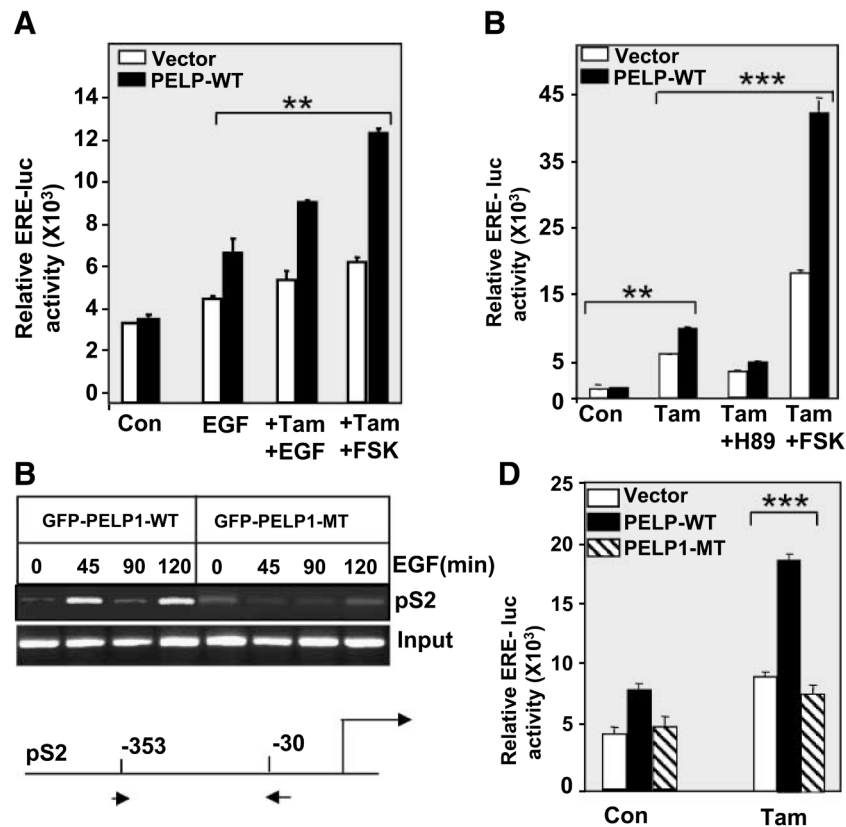 A
Vector
PELP-WT
**
Relative ERE-luc
activity (X10³)
14
12
10
8
6
4
2
0
Con
EGF
+Tam
+EGF
+Tam
+FSK
B
Vector
PELP-WT
***
**
Relative ERE- luc
activity (X10³)
45
35
25
15
5
0
Con
Tam
Tam
+H89
Tam
+FSK
B
GFP-PELP1-WT GFP-PELP1-MT
0 45 90 120 0 45 90 120 EGF(min)
pS2
Input
pS2 -353 -30
D
Vector
PELP-WT
PELP1-MT
***
Relative ERE- luc
activity (X10³)
25
20
15
10
5
0
Con
Tam